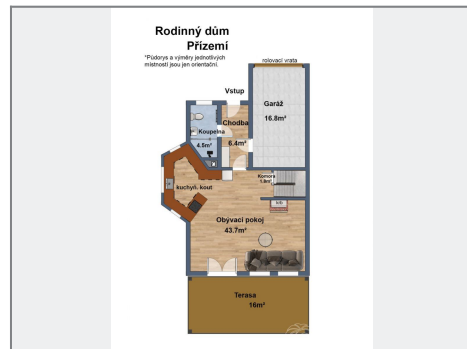 Rodinný dům
Přízemí
*Půdorys a výměry jednotlivých
místností jsou jen orientační.
rolovací vrata
Vstup
Garáž
16.8m²
Koupelna
4.5m²
Chodba
6.4m²
Komora
1.8m²
kuchyň. kout
krb
Obývací pokoj
43.7m²
Terasa
16m²